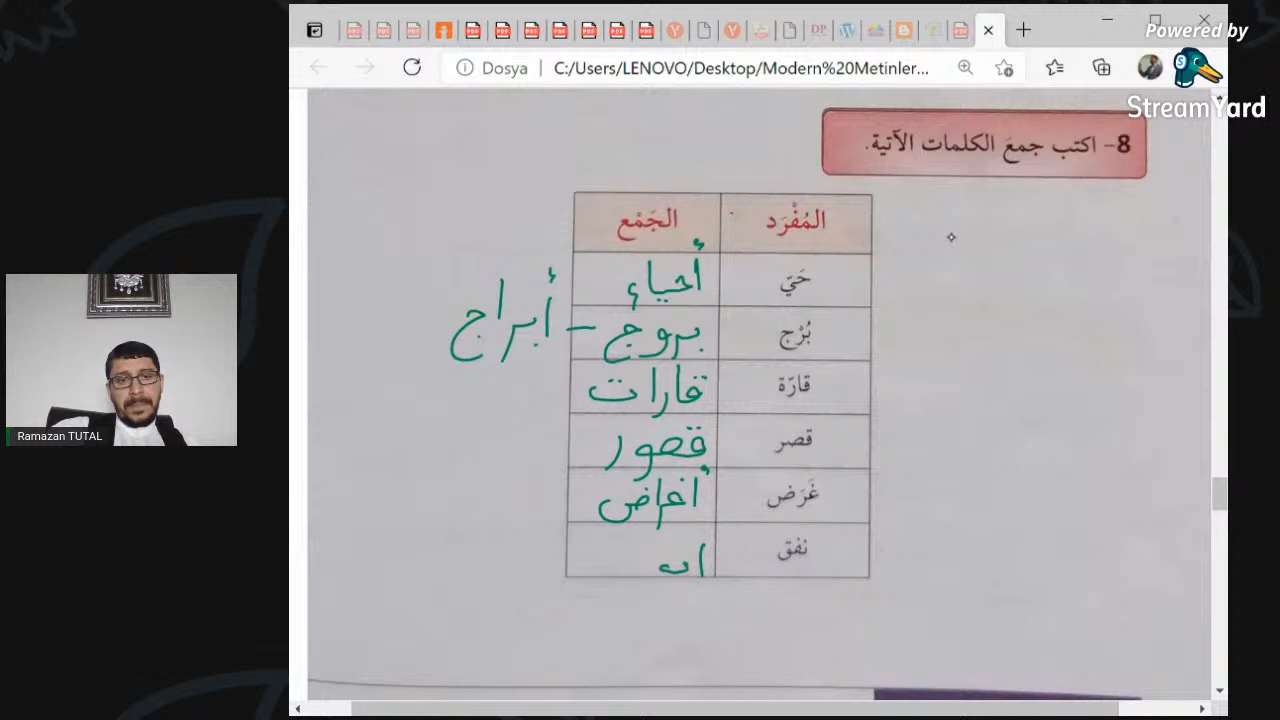 Powered by
StreamYard
Dosya
C:/Users/LENOVO/Desktop/Modern%20Metinler...
8- اكتب جمعَ الكلمات الآتية.
المُفْرَد الجَمْع
حَيّ أحياء
بُرْج بروج - أبراج
قارّة قارات
قصر قصور
غَرَض أغراض
نفق
Ramazan TUTAL